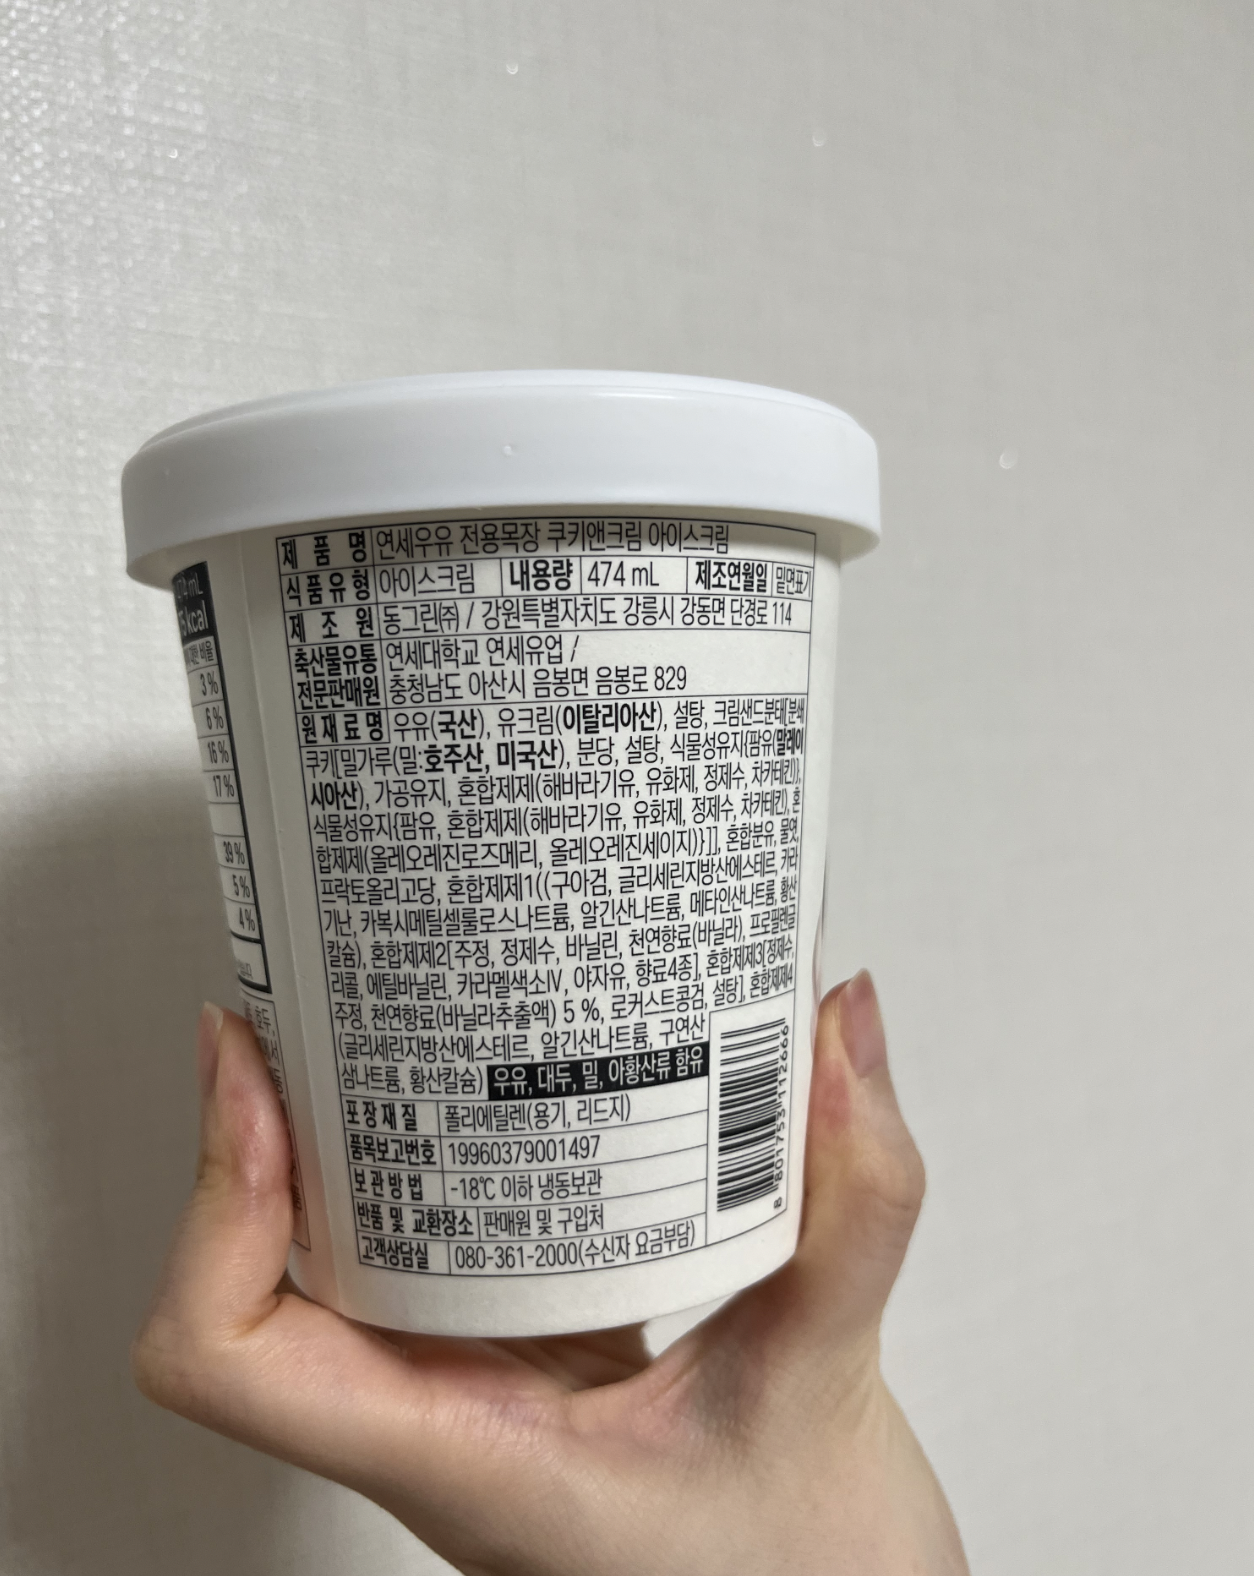 제 품 명 연세우유 전용목장 쿠키앤크림 아이스크림
식품유형 아이스크림 내용량 474 mL 제조연월일 밑면표기
제 조 원 동그린㈜ / 강원특별자치도 강릉시 강동면 단경로 114
축산물유통 연세대학교 연세유업 /
전문판매원 충청남도 아산시 음봉면 음봉로 829
원재료명 우유(국산), 유크림(이탈리아산), 설탕, 크림샌드분태[분쇄
쿠키[밀가루(밀:호주산, 미국산), 분당, 설탕, 식물성유지{팜유(말레이
시아산), 가공유지, 혼합제제(해바라기유, 유화제, 정제수, 차카테킨)},
식물성유지{팜유, 혼합제제(해바라기유, 유화제, 정제수, 차카테킨), 혼
합제제(올레오레진로즈메리, 올레오레진세이지)}]], 혼합분유, 물엿,
프락토올리고당, 혼합제제1((구아검, 글리세린지방산에스테르, 카라
기난, 카복시메틸셀룰로스나트륨, 알긴산나트륨, 메타인산나트륨, 황산
칼슘), 혼합제제2[주정, 정제수, 바닐린, 천연향료(바닐라), 프로필렌글
리콜, 에틸바닐린, 카라멜색소IV, 야자유, 향료4종], 혼합제제3[정제수,
주정, 천연향료(바닐라추출액) 5 %, 로커스트콩검, 설탕], 혼합제제4
(글리세린지방산에스테르, 알긴산나트륨, 구연산
삼나트륨, 황산칼슘) 우유, 대두, 밀, 아황산류 함유
포장재질 폴리에틸렌(용기, 리드지)
품목보고번호 19960379001497
보관방법 -18℃ 이하 냉동보관
반품 및 교환장소 판매원 및 구입처
고객상담실 080-361-2000(수신자 요금부담)
8 801753 112666
mL
kcal
비율
3 %
6 %
16 %
17 %
39 %
5 %
4 %
호두,